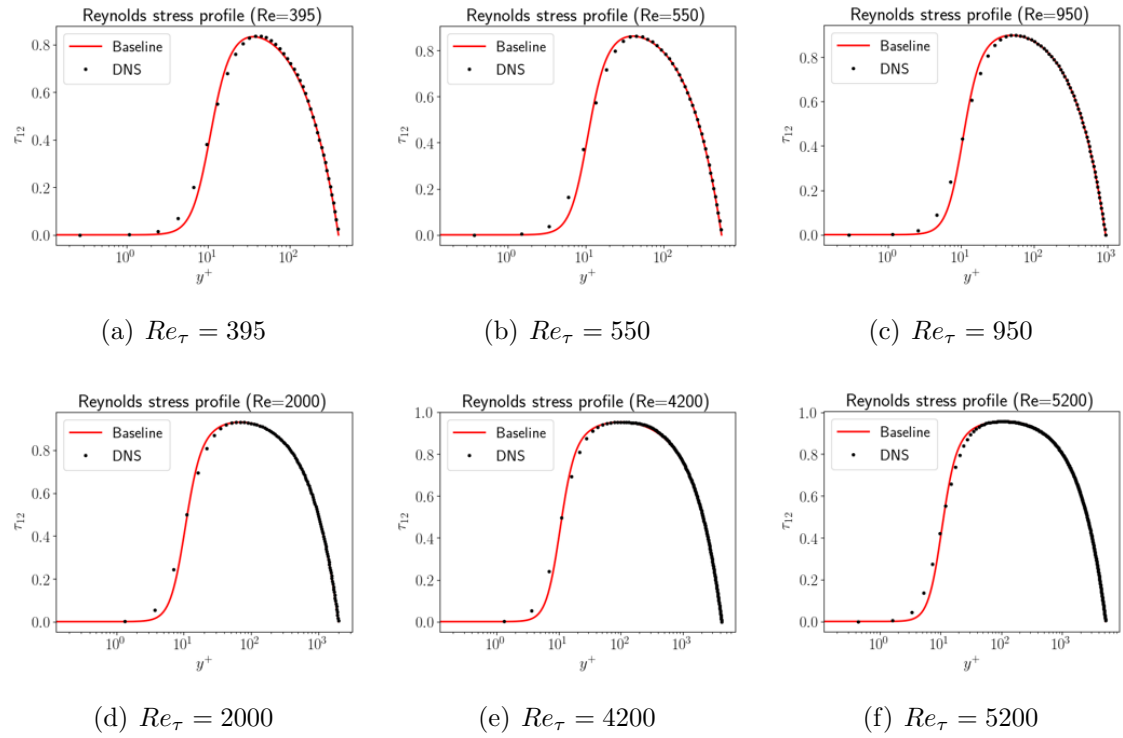 Reynolds stress profile (Re=395)
0.8
0.6
0.4
0.2
0.0
τ12
Baseline
DNS
10^0
10^1
10^2
y^+
(a) Re_τ = 395
Reynolds stress profile (Re=550)
0.8
0.6
0.4
0.2
0.0
τ12
Baseline
DNS
10^0
10^1
10^2
y^+
(b) Re_τ = 550
Reynolds stress profile (Re=950)
0.8
0.6
0.4
0.2
0.0
τ12
Baseline
DNS
10^0
10^1
10^2
10^3
y^+
(c) Re_τ = 950
Reynolds stress profile (Re=2000)
0.8
0.6
0.4
0.2
0.0
τ12
Baseline
DNS
10^0
10^1
10^2
10^3
y^+
(d) Re_τ = 2000
Reynolds stress profile (Re=4200)
1.0
0.8
0.6
0.4
0.2
0.0
τ12
Baseline
DNS
10^0
10^1
10^2
10^3
y^+
(e) Re_τ = 4200
Reynolds stress profile (Re=5200)
1.0
0.8
0.6
0.4
0.2
0.0
τ12
Baseline
DNS
10^0
10^1
10^2
10^3
y^+
(f) Re_τ = 5200